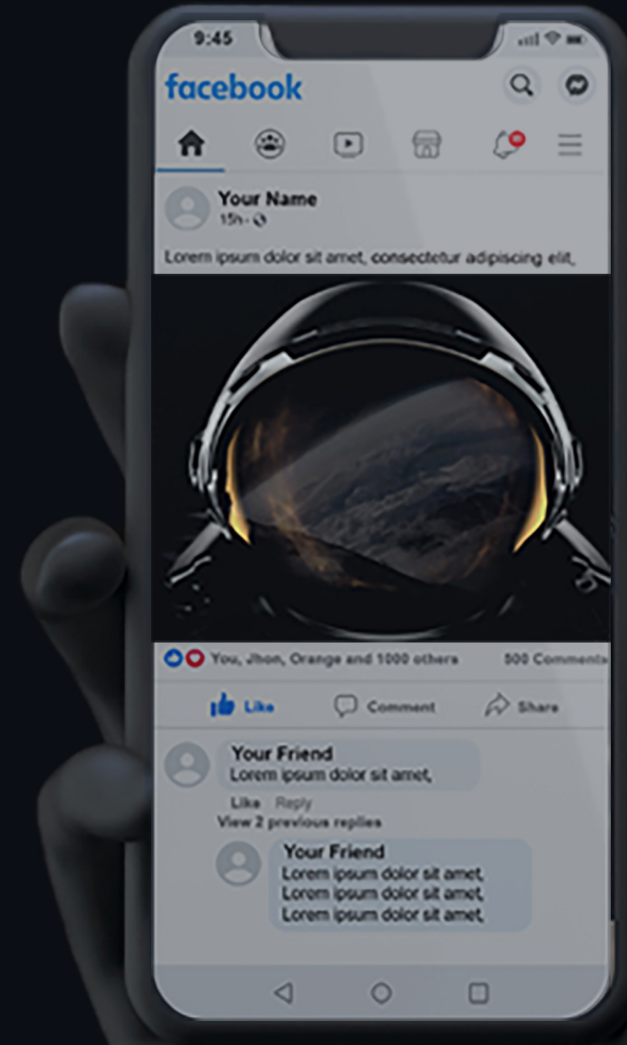 9:45
facebook
Your Name
15h ·
Lorem ipsum dolor sit amet, consectetur adipiscing elit,
You, Jhon, Orange and 1000 others 500 Comments
Like Comment Share
Your Friend
Lorem ipsum dolor sit amet,
Like Reply
View 2 previous replies
Your Friend
Lorem ipsum dolor sit amet,
Lorem ipsum dolor sit amet,
Lorem ipsum dolor sit amet,